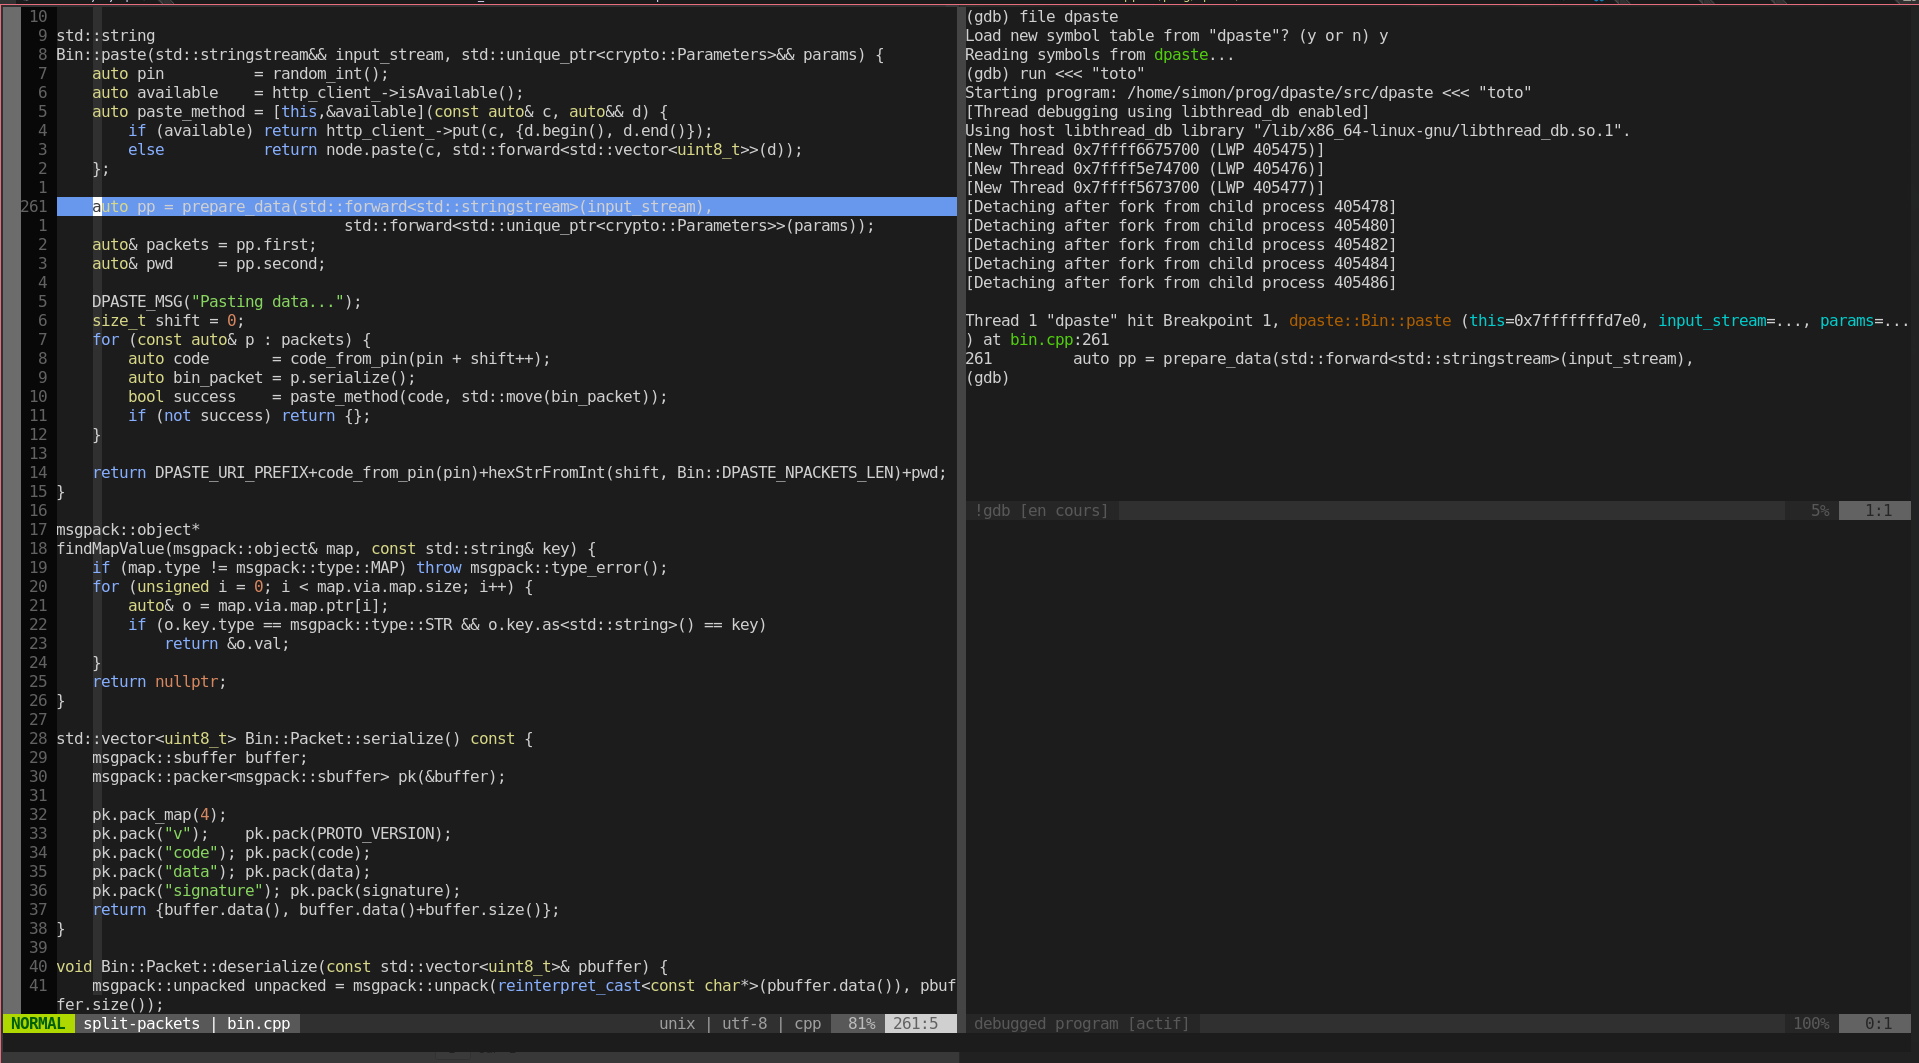 10
9 std::string
8 Bin::paste(std::stringstream&& input_stream, std::unique_ptr<crypto::Parameters>&& params) {
7     auto pin          = random_int();
6     auto available    = http_client_->isAvailable();
5     auto paste_method = [this,&available](const auto& c, auto&& d) {
4         if (available) return http_client_->put(c, {d.begin(), d.end()});
3         else           return node.paste(c, std::forward<std::vector<uint8_t>>(d));
2     };
1
261     auto pp = prepare_data(std::forward<std::stringstream>(input_stream),
1                                 std::forward<std::unique_ptr<crypto::Parameters>>(params));
2     auto& packets = pp.first;
3     auto& pwd     = pp.second;
4
5     DPASTE_MSG("Pasting data...");
6     size_t shift = 0;
7     for (const auto& p : packets) {
8         auto code       = code_from_pin(pin + shift++);
9         auto bin_packet = p.serialize();
10         bool success    = paste_method(code, std::move(bin_packet));
11         if (not success) return {};
12     }
13
14     return DPASTE_URI_PREFIX+code_from_pin(pin)+hexStrFromInt(shift, Bin::DPASTE_NPACKETS_LEN)+pwd;
15 }
16
17 msgpack::object*
18 findMapValue(msgpack::object& map, const std::string& key) {
19     if (map.type != msgpack::type::MAP) throw msgpack::type_error();
20     for (unsigned i = 0; i < map.via.map.size; i++) {
21         auto& o = map.via.map.ptr[i];
22         if (o.key.type == msgpack::type::STR && o.key.as<std::string>() == key)
23             return &o.val;
24     }
25     return nullptr;
26 }
27
28 std::vector<uint8_t> Bin::Packet::serialize() const {
29     msgpack::sbuffer buffer;
30     msgpack::packer<msgpack::sbuffer> pk(&buffer);
31
32     pk.pack_map(4);
33     pk.pack("v");    pk.pack(PROTO_VERSION);
34     pk.pack("code"); pk.pack(code);
35     pk.pack("data"); pk.pack(data);
36     pk.pack("signature"); pk.pack(signature);
37     return {buffer.data(), buffer.data()+buffer.size()};
38 }
39
40 void Bin::Packet::deserialize(const std::vector<uint8_t>& pbuffer) {
41     msgpack::unpacked unpacked = msgpack::unpack(reinterpret_cast<const char*>(pbuffer.data()), pbuf
fer.size());
NORMAL split-packets | bin.cpp unix | utf-8 | cpp 81% 261:5
(gdb) file dpaste
Load new symbol table from "dpaste"? (y or n) y
Reading symbols from dpaste...
(gdb) run <<< "toto"
Starting program: /home/simon/prog/dpaste/src/dpaste <<< "toto"
[Thread debugging using libthread_db enabled]
Using host libthread_db library "/lib/x86_64-linux-gnu/libthread_db.so.1".
[New Thread 0x7ffff6675700 (LWP 405475)]
[New Thread 0x7ffff5e74700 (LWP 405476)]
[New Thread 0x7ffff5673700 (LWP 405477)]
[Detaching after fork from child process 405478]
[Detaching after fork from child process 405480]
[Detaching after fork from child process 405482]
[Detaching after fork from child process 405484]
[Detaching after fork from child process 405486]

Thread 1 "dpaste" hit Breakpoint 1, dpaste::Bin::paste (this=0x7fffffffd7e0, input_stream=..., params=...
) at bin.cpp:261
261         auto pp = prepare_data(std::forward<std::stringstream>(input_stream),
(gdb)
!gdb [en cours] 5% 1:1
debugged program [actif] 100% 0:1